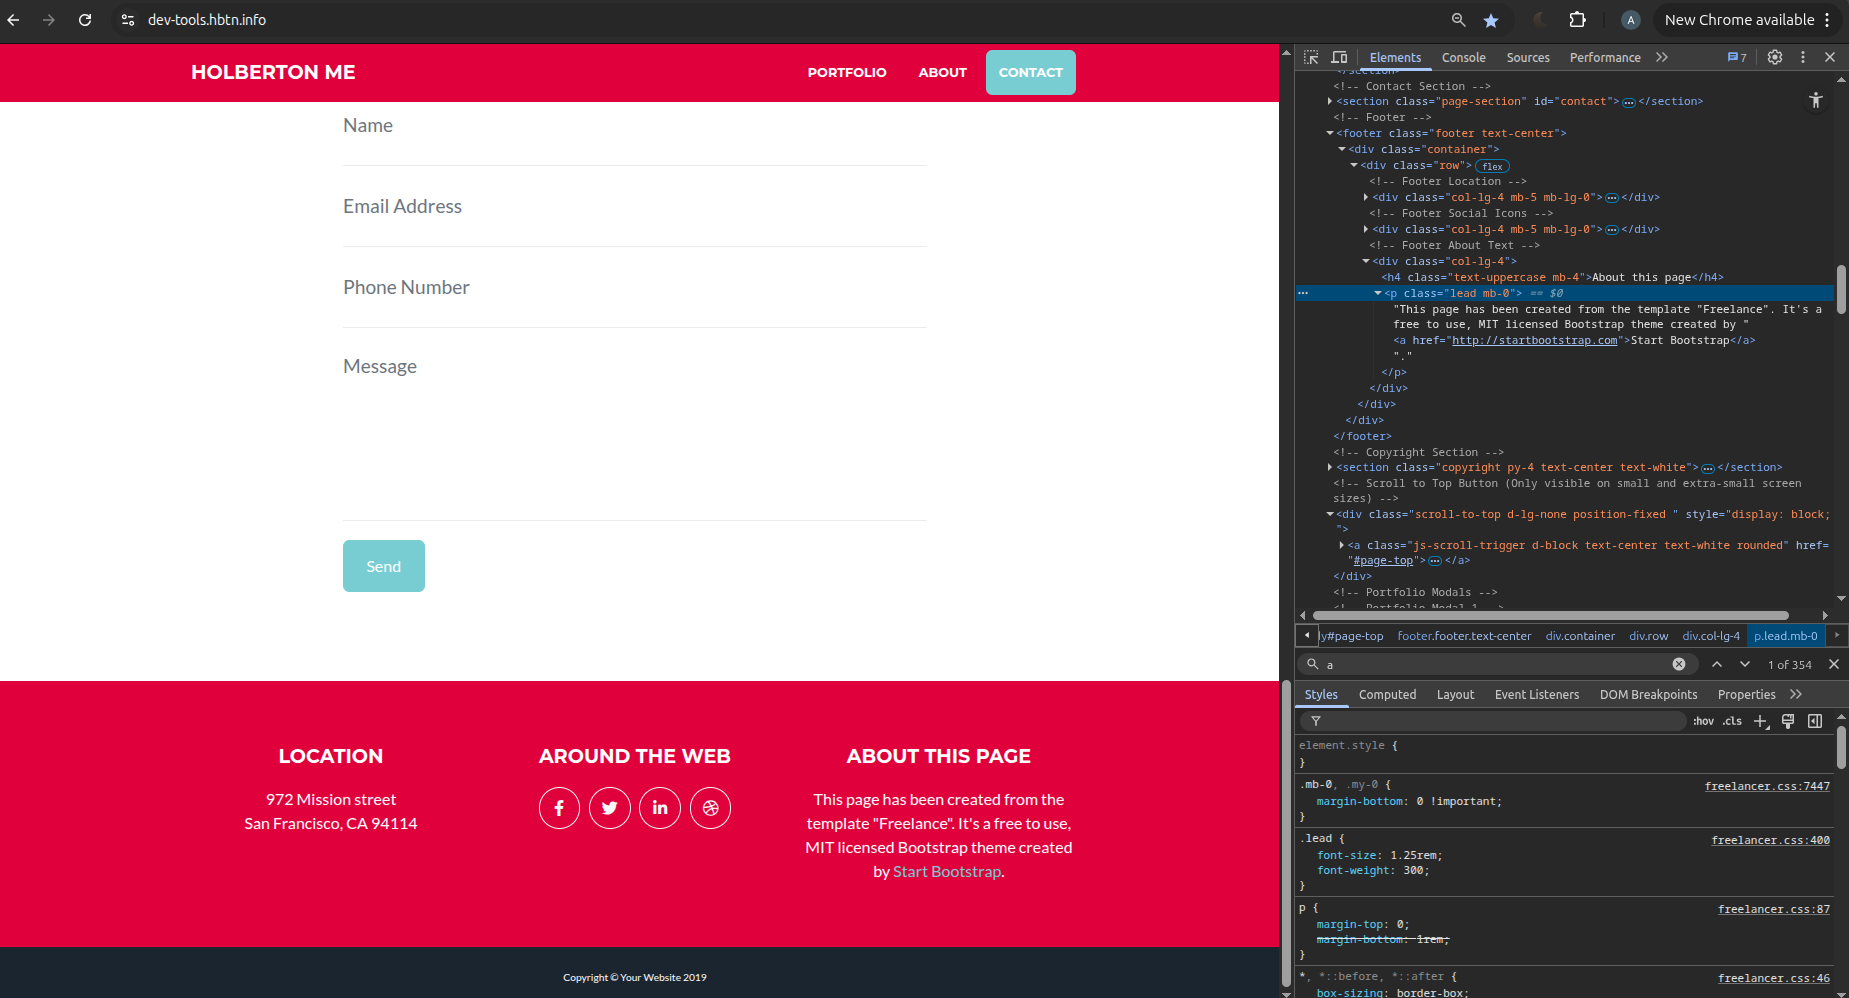 dev-tools.hbtn.info
A
New Chrome available
HOLBERTON ME
PORTFOLIO
ABOUT
CONTACT
Name
Email Address
Phone Number
Message
Send
LOCATION
972 Mission street
San Francisco, CA 94114
AROUND THE WEB
ABOUT THIS PAGE
This page has been created from the
template "Freelance". It's a free to use,
MIT licensed Bootstrap theme created
by Start Bootstrap.
Copyright © Your Website 2019
Elements Console Sources Performance 7
</section>
<!-- Contact Section -->
<section class="page-section" id="contact">…</section>
<!-- Footer -->
<footer class="footer text-center">
<div class="container">
<div class="row"> flex
<!-- Footer Location -->
<div class="col-lg-4 mb-5 mb-lg-0">…</div>
<!-- Footer Social Icons -->
<div class="col-lg-4 mb-5 mb-lg-0">…</div>
<!-- Footer About Text -->
<div class="col-lg-4">
<h4 class="text-uppercase mb-4">About this page</h4>
<p class="lead mb-0"> == $0
"This page has been created from the template "Freelance". It's a
free to use, MIT licensed Bootstrap theme created by "
<a href="http://startbootstrap.com">Start Bootstrap</a>
"."
</p>
</div>
</div>
</div>
</footer>
<!-- Copyright Section -->
<section class="copyright py-4 text-center text-white">…</section>
<!-- Scroll to Top Button (Only visible on small and extra-small screen
sizes) -->
<div class="scroll-to-top d-lg-none position-fixed " style="display: block;
">
<a class="js-scroll-trigger d-block text-center text-white rounded" href=
"#page-top">…</a>
</div>
<!-- Portfolio Modals -->
<!-- Portfolio Modal 1 -->
ly#page-top footer.footer.text-center div.container div.row div.col-lg-4 p.lead.mb-0
a
1 of 354
Styles Computed Layout Event Listeners DOM Breakpoints Properties
:hov .cls
element.style {
}
.mb-0, .my-0 { freelancer.css:7447
margin-bottom: 0 !important;
}
.lead { freelancer.css:400
font-size: 1.25rem;
font-weight: 300;
}
p { freelancer.css:87
margin-top: 0;
margin-bottom: 1rem;
}
*, *::before, *::after { freelancer.css:46
box-sizing: border-box;